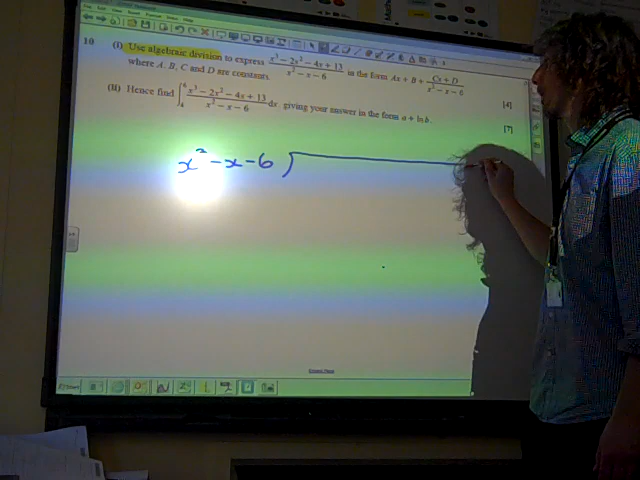 10 (i) Use algebraic division to express x³ − 2x² − 4x + 13 / x² − x − 6 in the form Ax + B + Cx + D / x² − x − 6
where A, B, C and D are constants. [4]
(ii) Hence find ∫ x³ − 2x² − 4x + 13 / x² − x − 6 dx giving your answer in the form a + ln b. [7]
x² − x − 6 )
Start